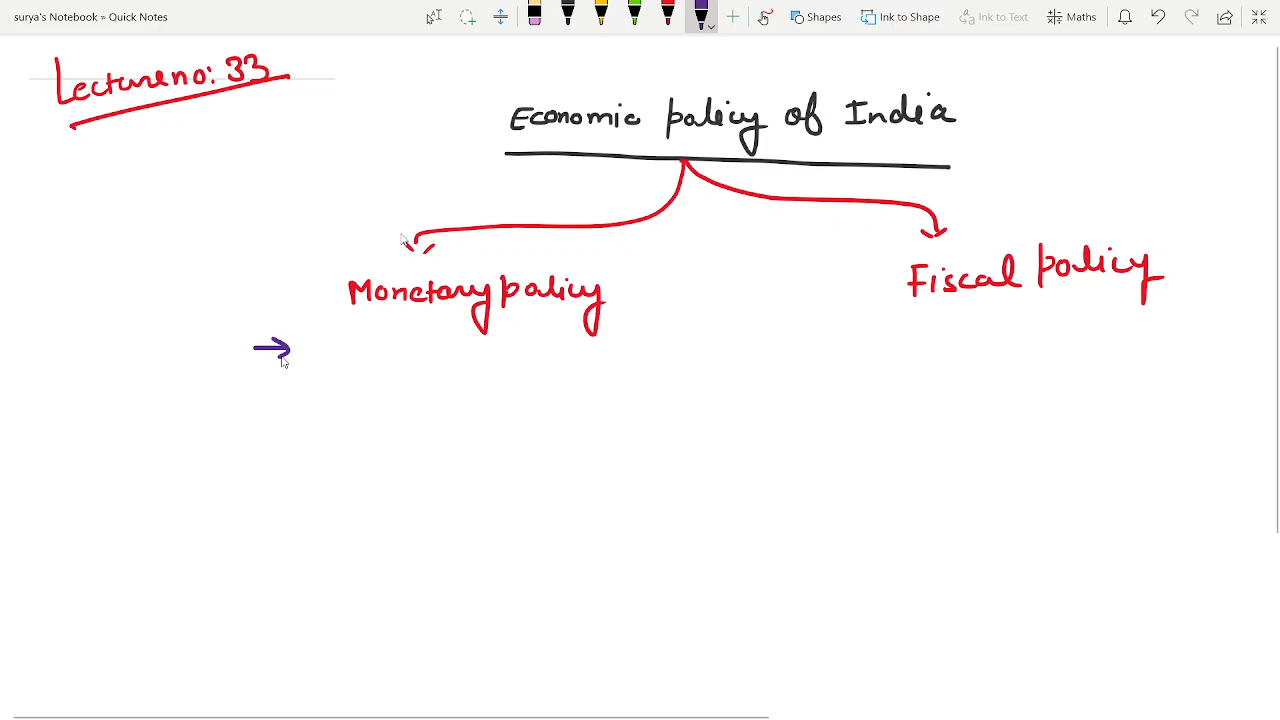 surya's Notebook » Quick Notes
Shapes
Ink to Shape
Ink to Text
Maths
Lecture no: 33
Economic policy of India
Monetary policy
Fiscal policy